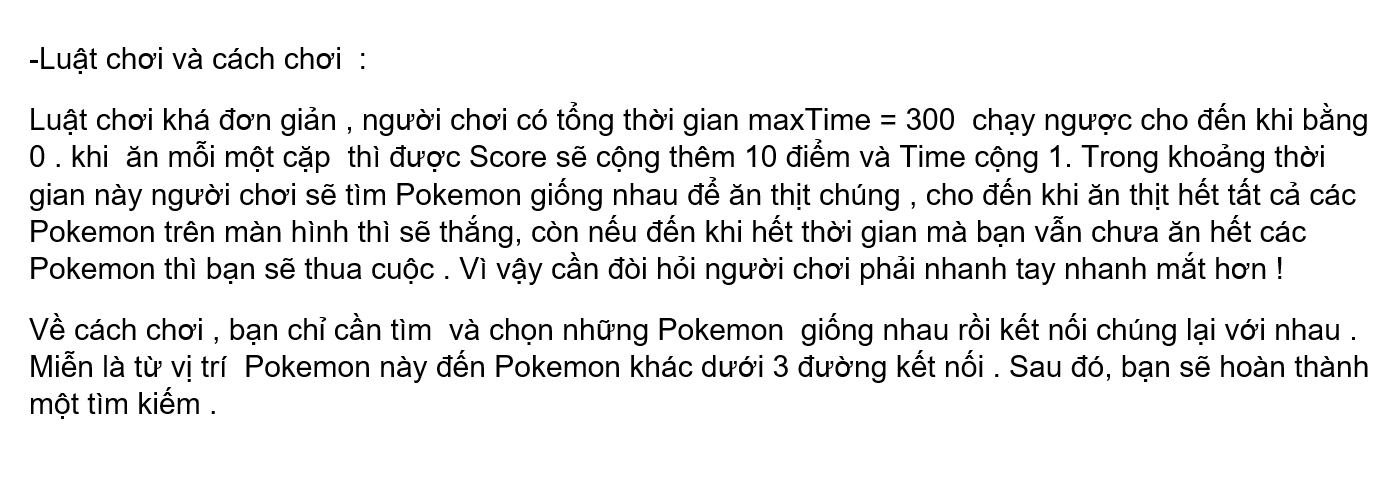 -Luật chơi và cách chơi  :
Luật chơi khá đơn giản , người chơi có tổng thời gian maxTime = 300  chạy ngược cho đến khi bằng
0 . khi  ăn mỗi một cặp  thì được Score sẽ cộng thêm 10 điểm và Time cộng 1. Trong khoảng thời
gian này người chơi sẽ tìm Pokemon giống nhau để ăn thịt chúng , cho đến khi ăn thịt hết tất cả các
Pokemon trên màn hình thì sẽ thắng, còn nếu đến khi hết thời gian mà bạn vẫn chưa ăn hết các
Pokemon thì bạn sẽ thua cuộc . Vì vậy cần đòi hỏi người chơi phải nhanh tay nhanh mắt hơn !
Về cách chơi , bạn chỉ cần tìm  và chọn những Pokemon  giống nhau rồi kết nối chúng lại với nhau .
Miễn là từ vị trí  Pokemon này đến Pokemon khác dưới 3 đường kết nối . Sau đó, bạn sẽ hoàn thành
một tìm kiếm .